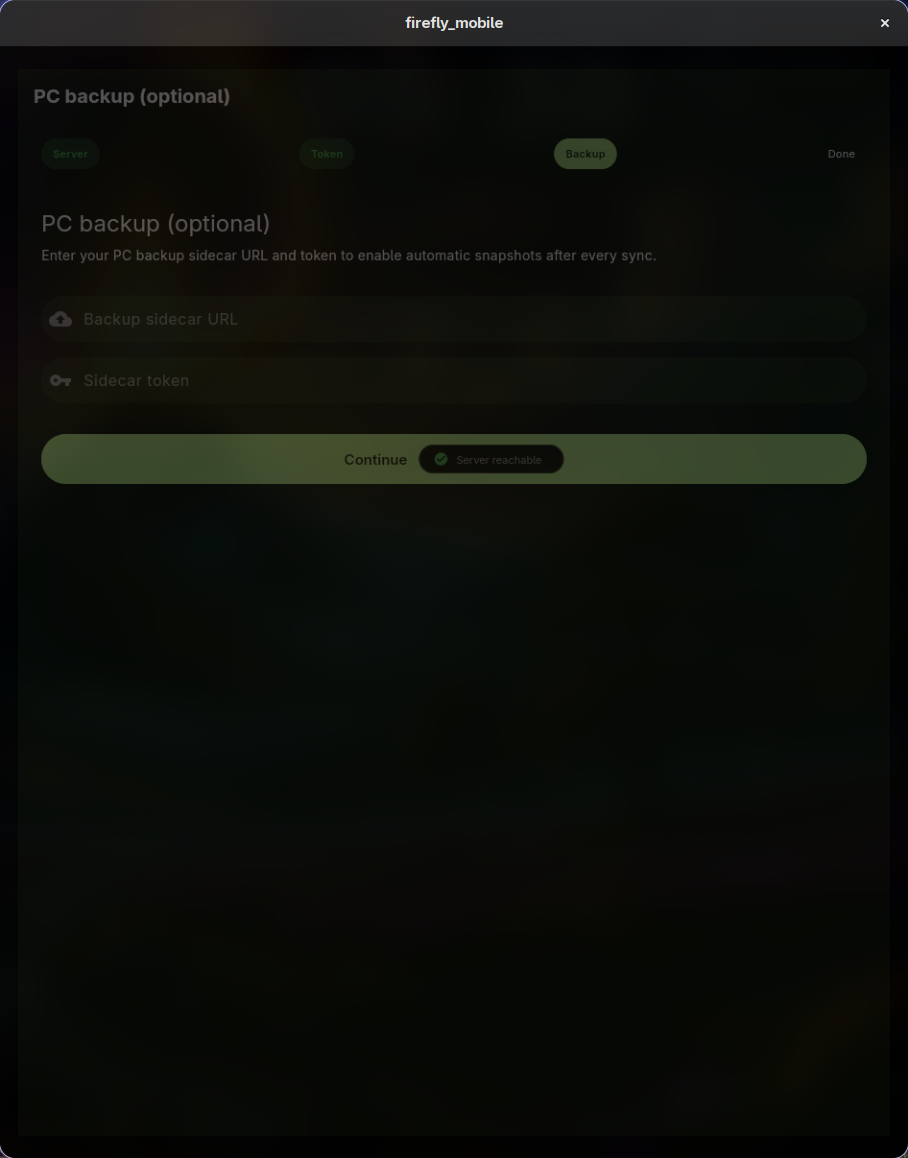 firefly_mobile
PC backup (optional)
Server
Token
Backup
Done
PC backup (optional)
Enter your PC backup sidecar URL and token to enable automatic snapshots after every sync.
Backup sidecar URL
Sidecar token
Continue
Server reachable